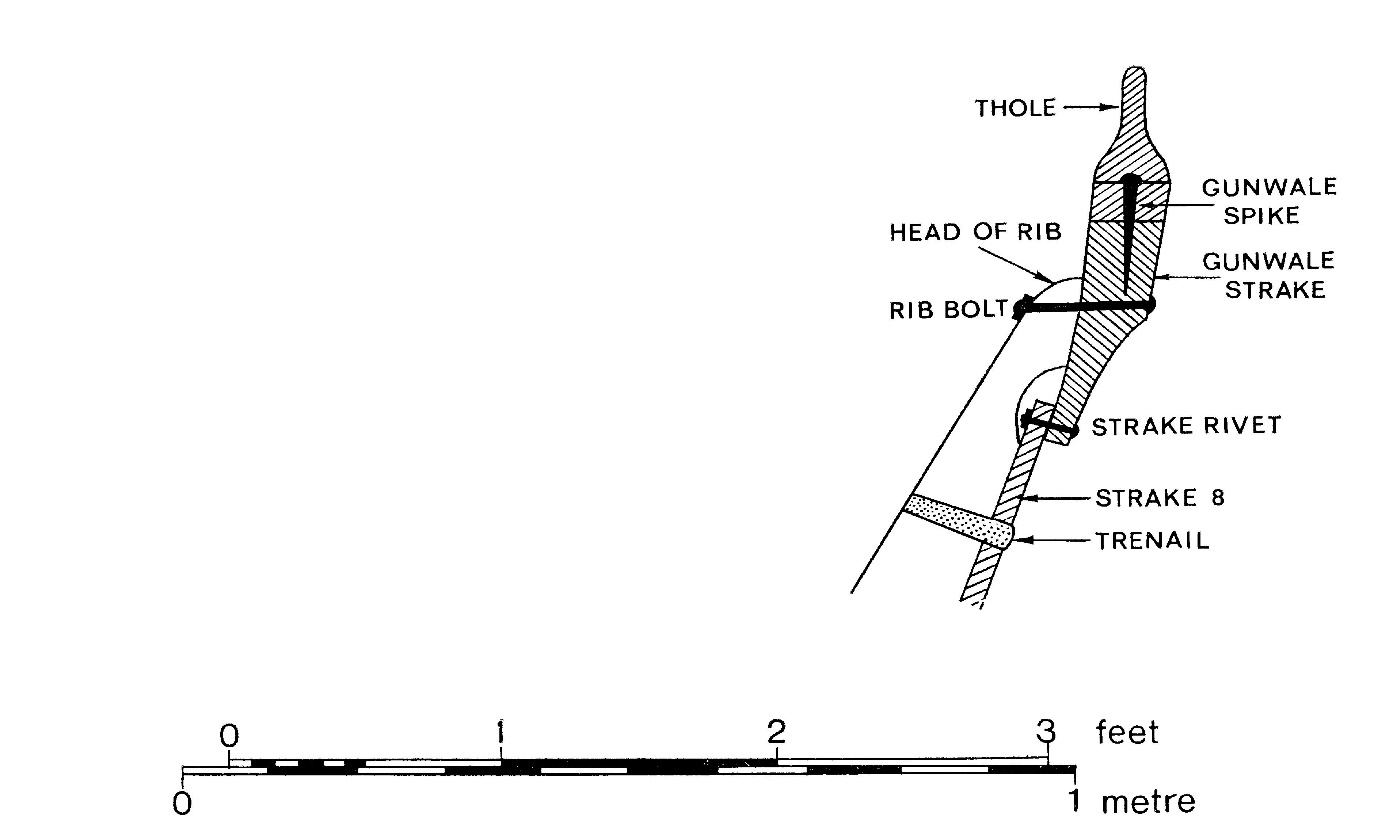 THOLE
GUNWALE
SPIKE
HEAD OF RIB
GUNWALE
STRAKE
RIB BOLT
STRAKE RIVET
STRAKE 8
TRENAIL
0 1 2 3 feet
0 1 metre